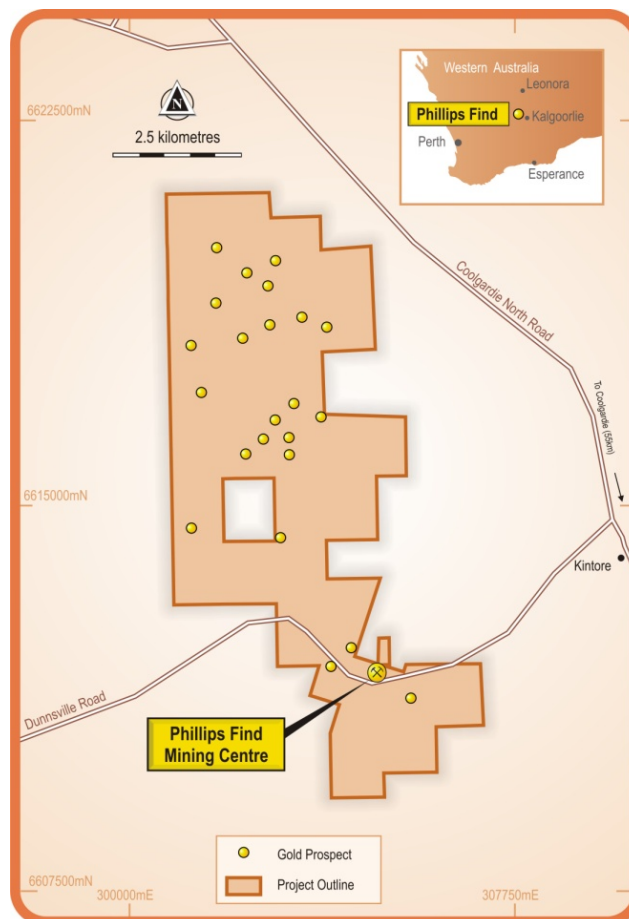 Western Australia
Leonora
Phillips Find
Kalgoorlie
Perth
Esperance
6622500mN
N
2.5 kilometres
Coolgardie North Road
To Coolgardie (55km)
6615000mN
Kintore
Dunnsville Road
Phillips Find
Mining Centre
Gold Prospect
Project Outline
6607500mN
300000mE
307750mE